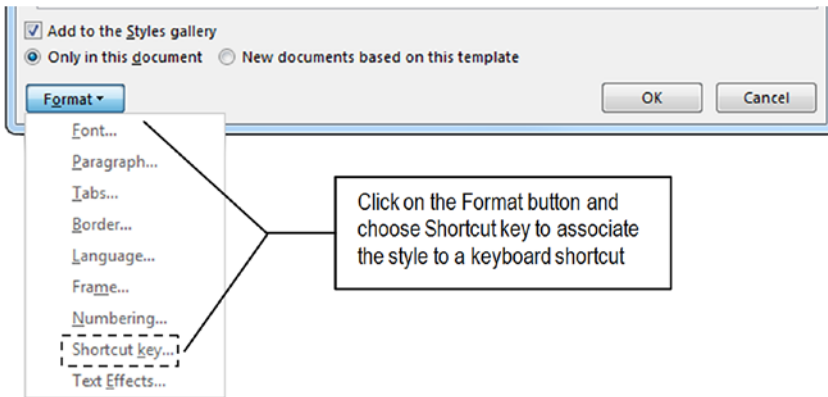 Add to the Styles gallery
Only in this document New documents based on this template
Format OK Cancel
Font...
Paragraph...
Tabs...
Border...
Language...
Frame...
Numbering...
Shortcut key...
Text Effects...
Click on the Format button and
choose Shortcut key to associate
the style to a keyboard shortcut